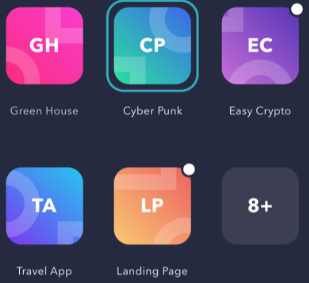 GH CP EC
Green House Cyber Punk Easy Crypto
TA LP 8+
Travel App Landing Page